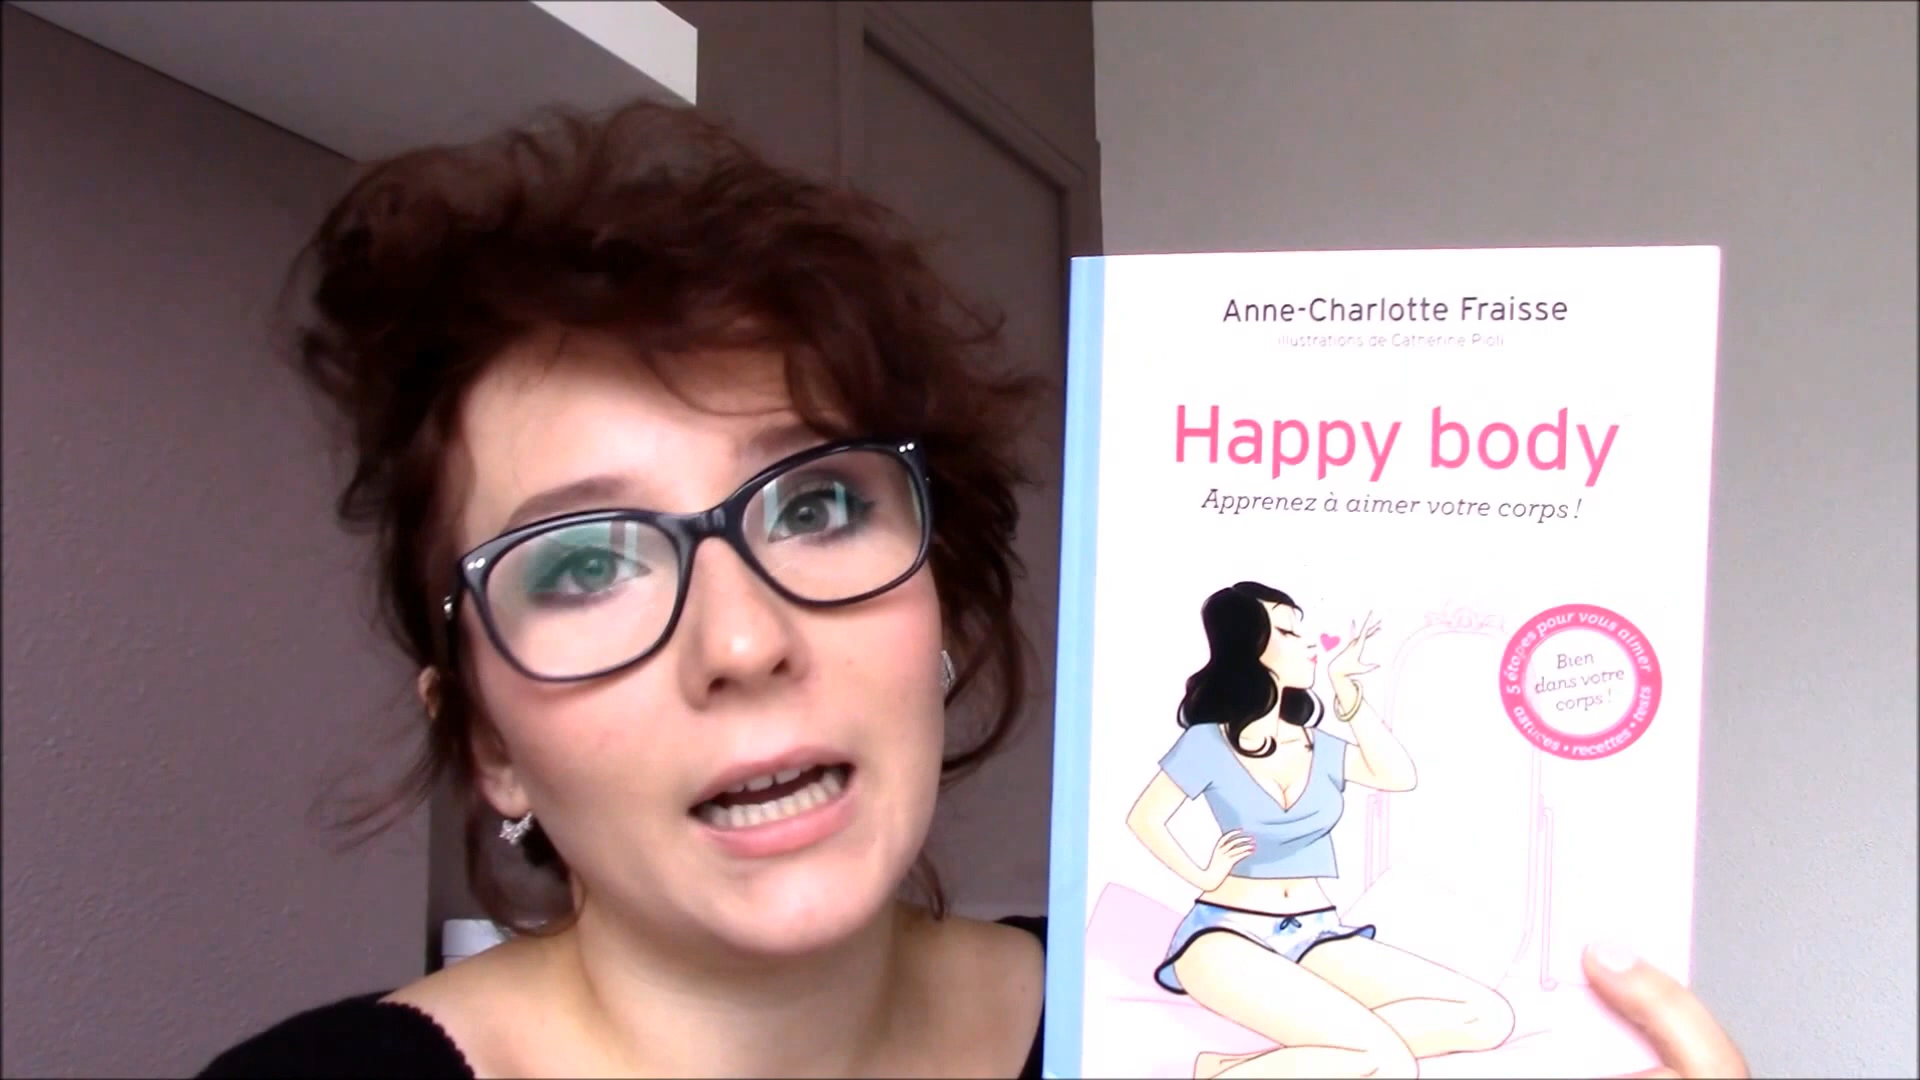 Anne-Charlotte Fraisse
illustrations de Catherine Pioli
Happy body
Apprenez à aimer votre corps !
5 étapes pour vous aimer
Bien
dans votre
corps !
astuces • recettes • tests